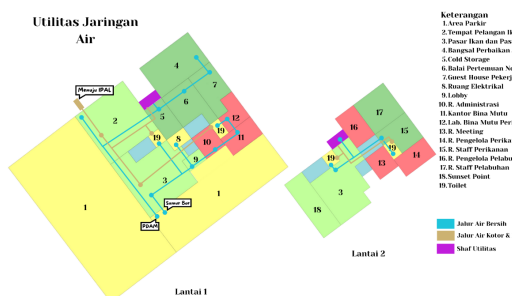 Utilitas Jaringan
Air
Menuju IPAL
4
7
6
5
2
12
19
8
19
10
11
9
3
1
1
Sumur Bor
PDAM
Lantai 1
17
16
15
19
19
13
14
3
18
Lantai 2
Keterangan
1. Area Parkir
2. Tempat Pelangan Ik
3. Pasar Ikan dan Pas
4. Bangsal Perbaikan
5. Cold Storage
6. Balai Pertemuan Ne
7. Guest House Pekerj
8. Ruang Elektrikal
9. Lobby
10. R. Administrasi
11. Kantor Bina Mutu
12. Lab. Bina Mutu Per
13. R. Meeting
14. R. Pengelola Perika
15. R. Staff Perikanan
16. R. Pengelola Pelabu
17. R. Staff Pelabuhan
18. Sunset Point
19. Toilet
Jalur Air Bersih
Jalur Air Kotor &
Shaf Utilitas